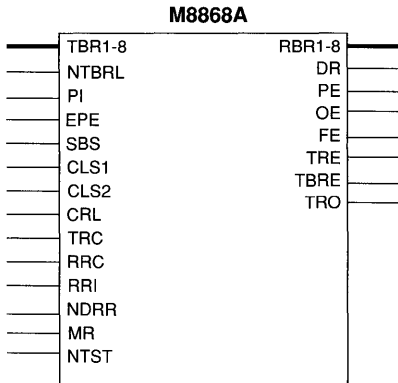 M8868A
TBR1-8 RBR1-8
NTBRL DR
PI PE
EPE OE
SBS FE
CLS1 TRE
CLS2 TBRE
CRL TRO
TRC
RRC
RRI
NDRR
MR
NTST